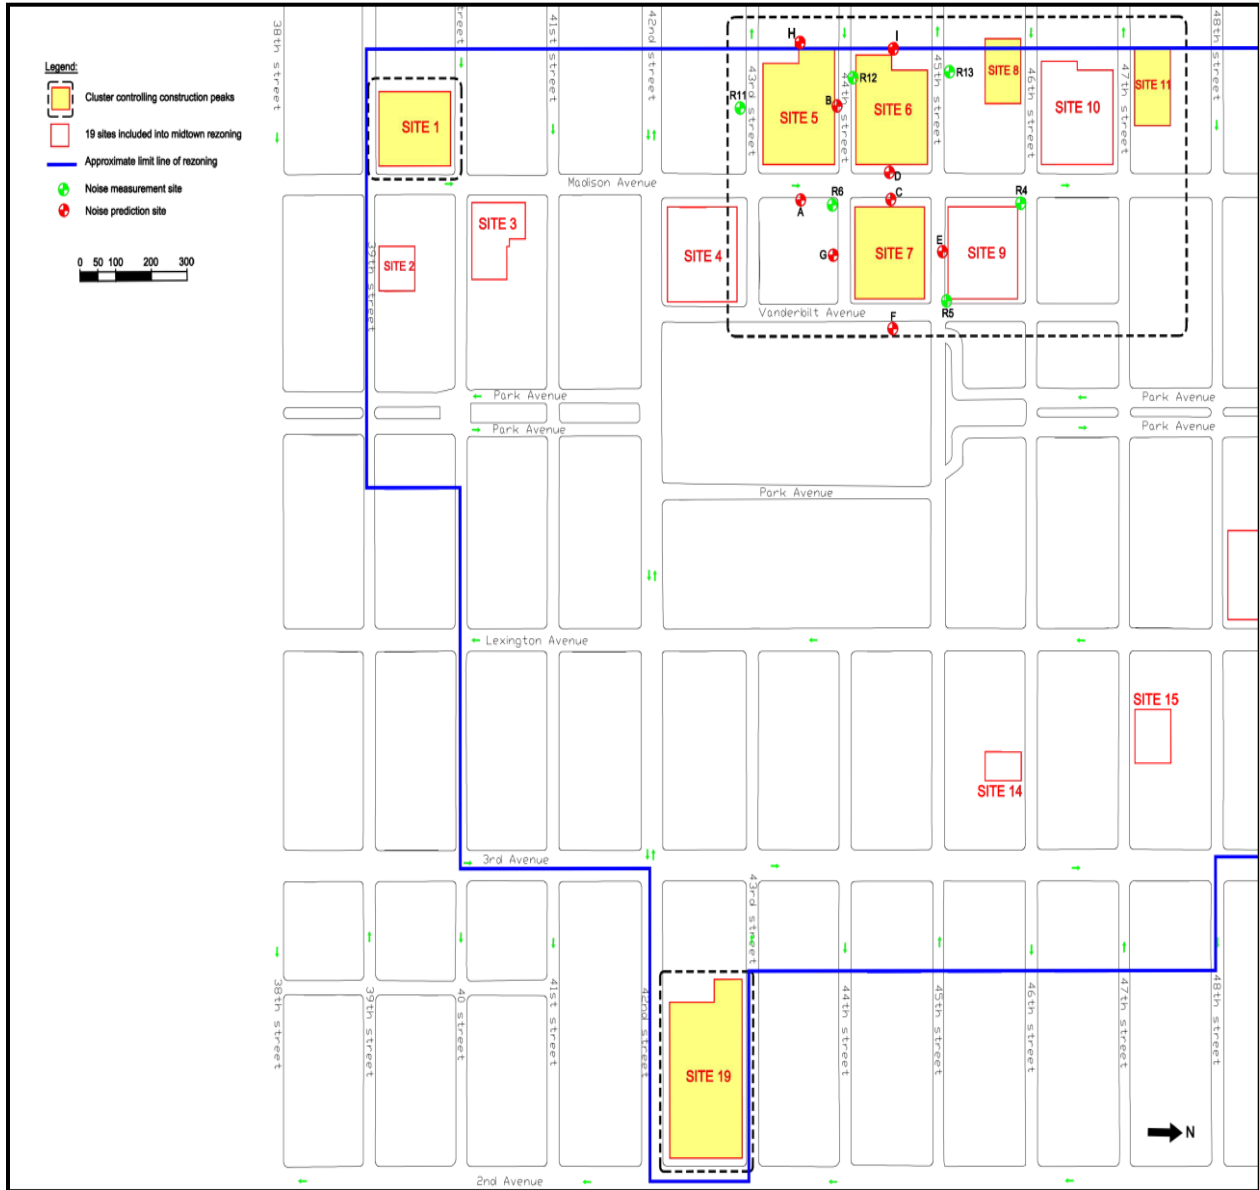 38th street
street
41st street
42nd street
43rd street
44th street
45th street
46th street
47th street
48th street
Legend:
Cluster controlling construction peaks
19 sites included into midtown rezoning
Approximate limit line of rezoning
Noise measurement site
Noise prediction site
0 50 100 200 300
H
I
SITE 1
R11
SITE 5
B
R12
SITE 6
R13
SITE 8
SITE 10
SITE 11
Madison Avenue
D
A
R6
C
R4
39th street
SITE 2
SITE 3
SITE 4
G
SITE 7
E
SITE 9
R5
Vanderbilt Avenue
F
Park Avenue
Park Avenue
Park Avenue
Park Avenue
Park Avenue
Lexington Avenue
SITE 15
SITE 14
3rd Avenue
43rd street
38th street
39th street
40 street
41st street
42nd street
44th street
45th street
46th street
47th street
48th street
SITE 19
N
2nd Avenue